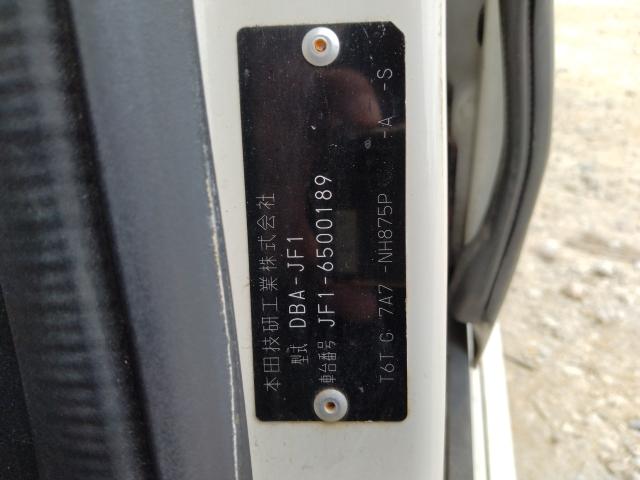 本田技研工業株式会社
型式 DBA-JF1
車台番号 JF1-6500189
T6T G 7A7 -NH875P -A -S